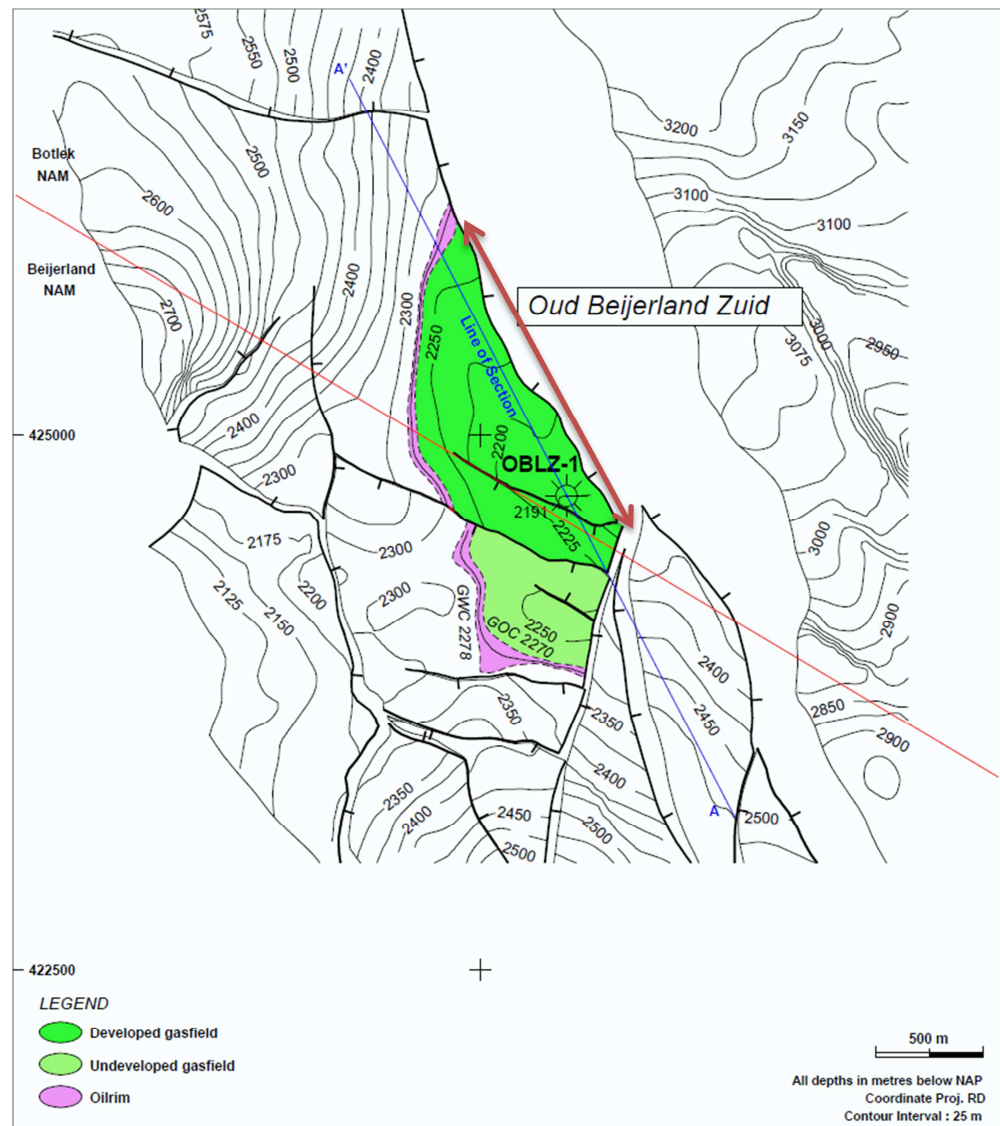 2575
2550
2500
2400
A'
Botlek
NAM
2500
2600
3200
3150
3100
3100
Beijerland
NAM
2700
2400
2300
2250
Line of Section
Oud Beijerland Zuid
3000
3075
2950
2400
425000
2200
OBLZ-1
2191
2225
2300
2175
2300
3000
2125
2150
2200
2300
GWC 2278
2250
GOC 2270
2900
2400
2350
2350
2450
2850
2900
2350
2400
2400
2450
2500
2500
A
2500
422500
LEGEND
Developed gasfield
Undeveloped gasfield
Oilrim
500 m
All depths in metres below NAP
Coordinate Proj. RD
Contour Interval : 25 m